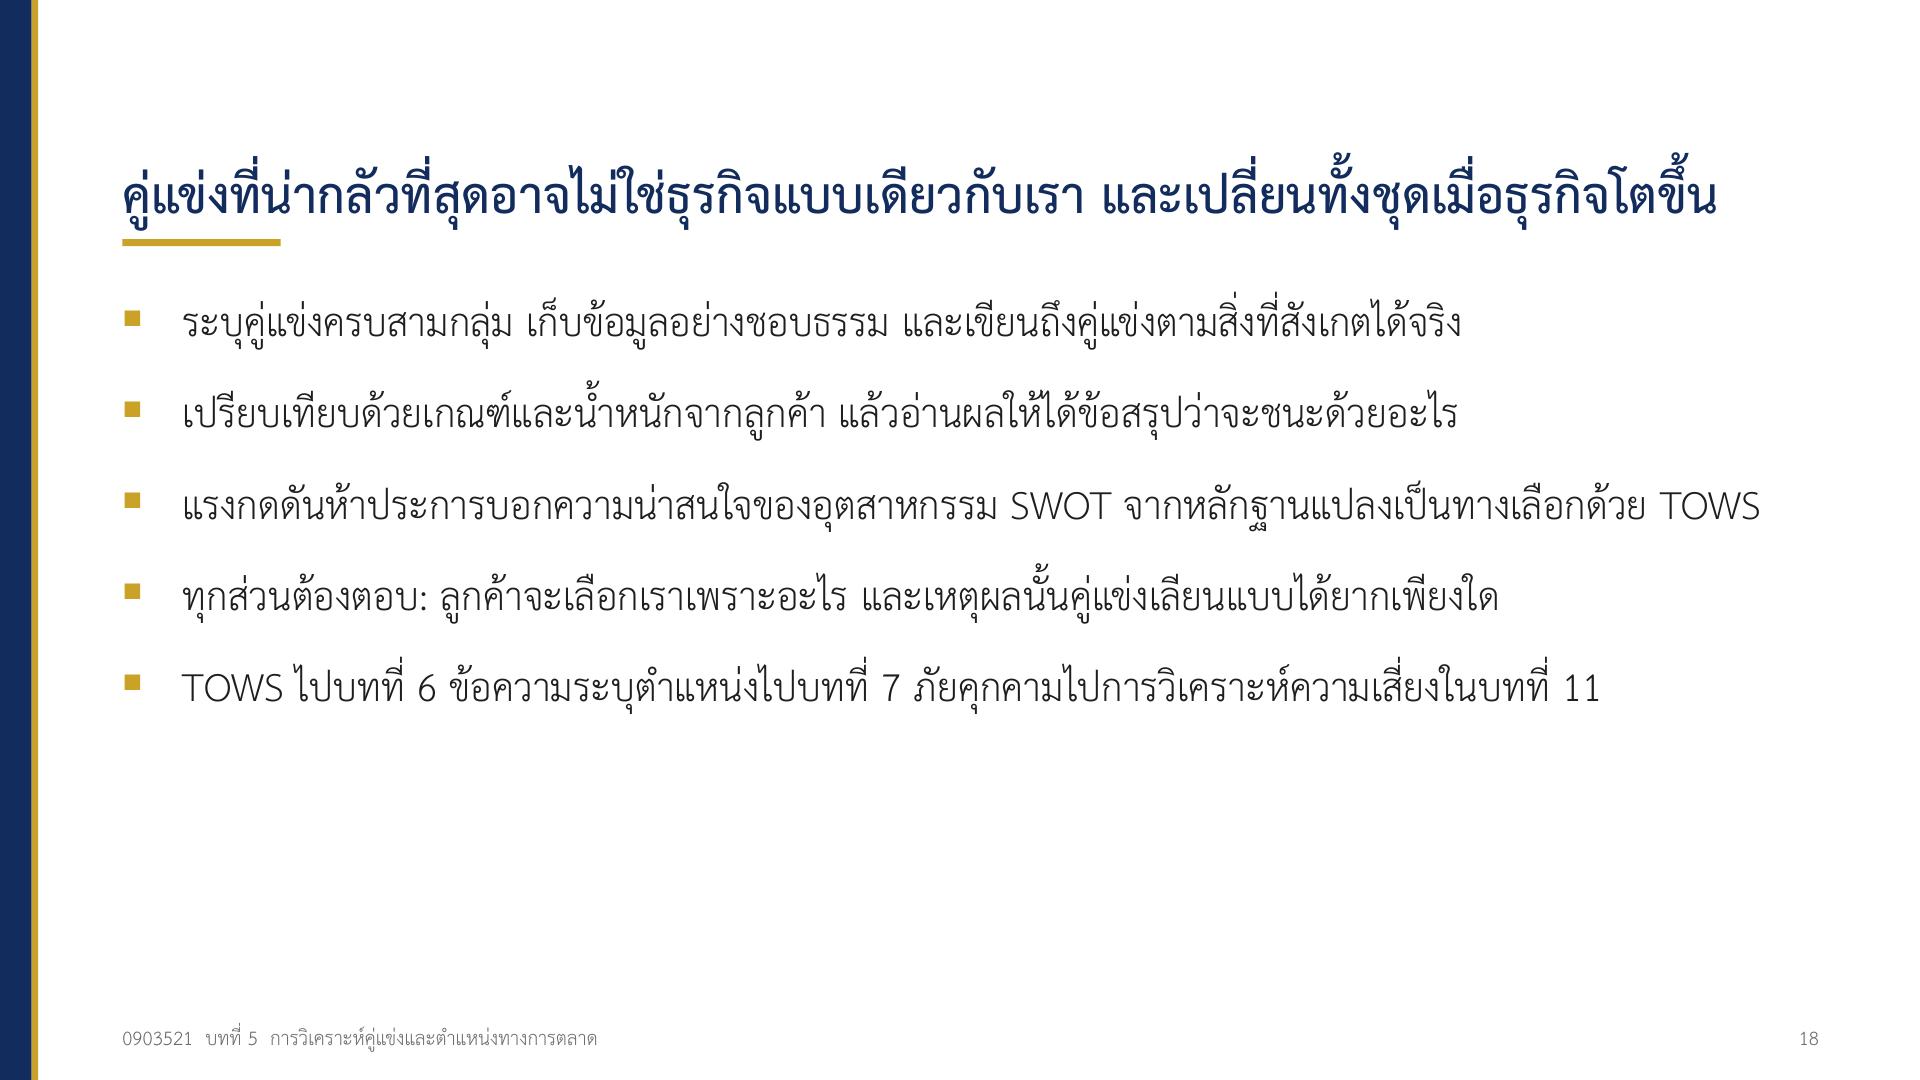 คู่แข่งที่น่ากลัวที่สุดอาจไม่ใช่ธุรกิจแบบเดียวกับเรา และเปลี่ยนทั้งชุดเมื่อธุรกิจโตขึ้น
ระบุคู่แข่งครบสามกลุ่ม เก็บข้อมูลอย่างชอบธรรม และเขียนถึงคู่แข่งตามสิ่งที่สังเกตได้จริง
เปรียบเทียบด้วยเกณฑ์และน้ำหนักจากลูกค้า แล้วอ่านผลให้ได้ข้อสรุปว่าจะชนะด้วยอะไร
แรงกดดันห้าประการบอกความน่าสนใจของอุตสาหกรรม SWOT จากหลักฐานแปลงเป็นทางเลือกด้วย TOWS
ทุกส่วนต้องตอบ: ลูกค้าจะเลือกเราเพราะอะไร และเหตุผลนั้นคู่แข่งเลียนแบบได้ยากเพียงใด
TOWS ไปบทที่ 6 ข้อความระบุตำแหน่งไปบทที่ 7 ภัยคุกคามไปการวิเคราะห์ความเสี่ยงในบทที่ 11
0903521 บทที่ 5 การวิเคราะห์คู่แข่งและตำแหน่งทางการตลาด
18